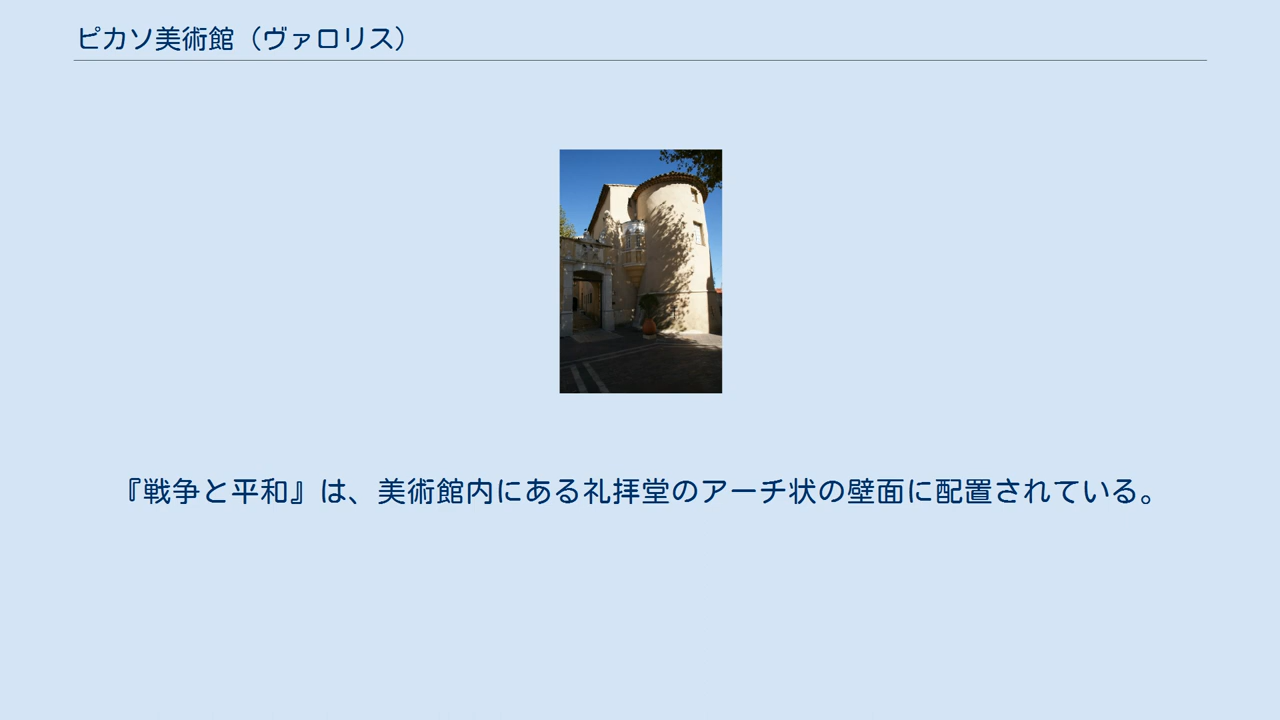 ピカソ美術館（ヴァロリス）
『戦争と平和』は、美術館内にある礼拝堂のアーチ状の壁面に配置されている。